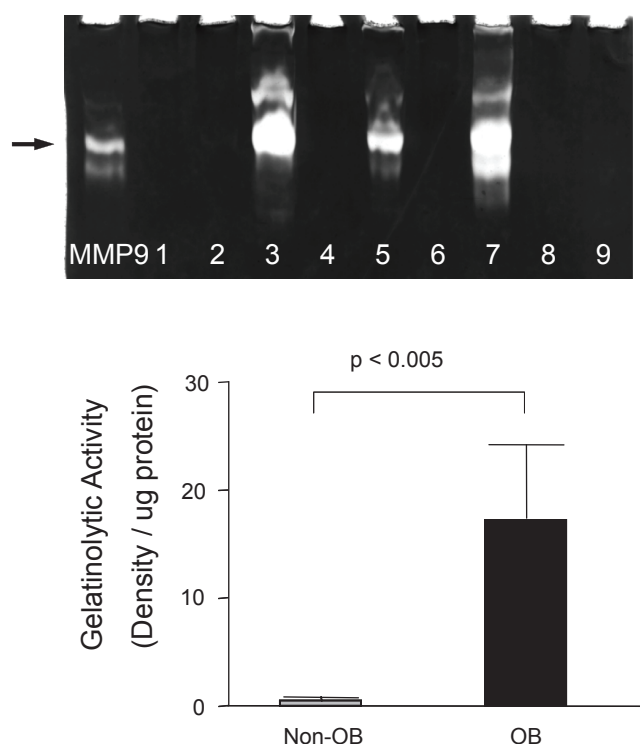 MMP9 1 2 3 4 5 6 7 8 9
p < 0.005
30
20
10
0
Gelatinolytic Activity
(Density / ug protein)
Non-OB OB